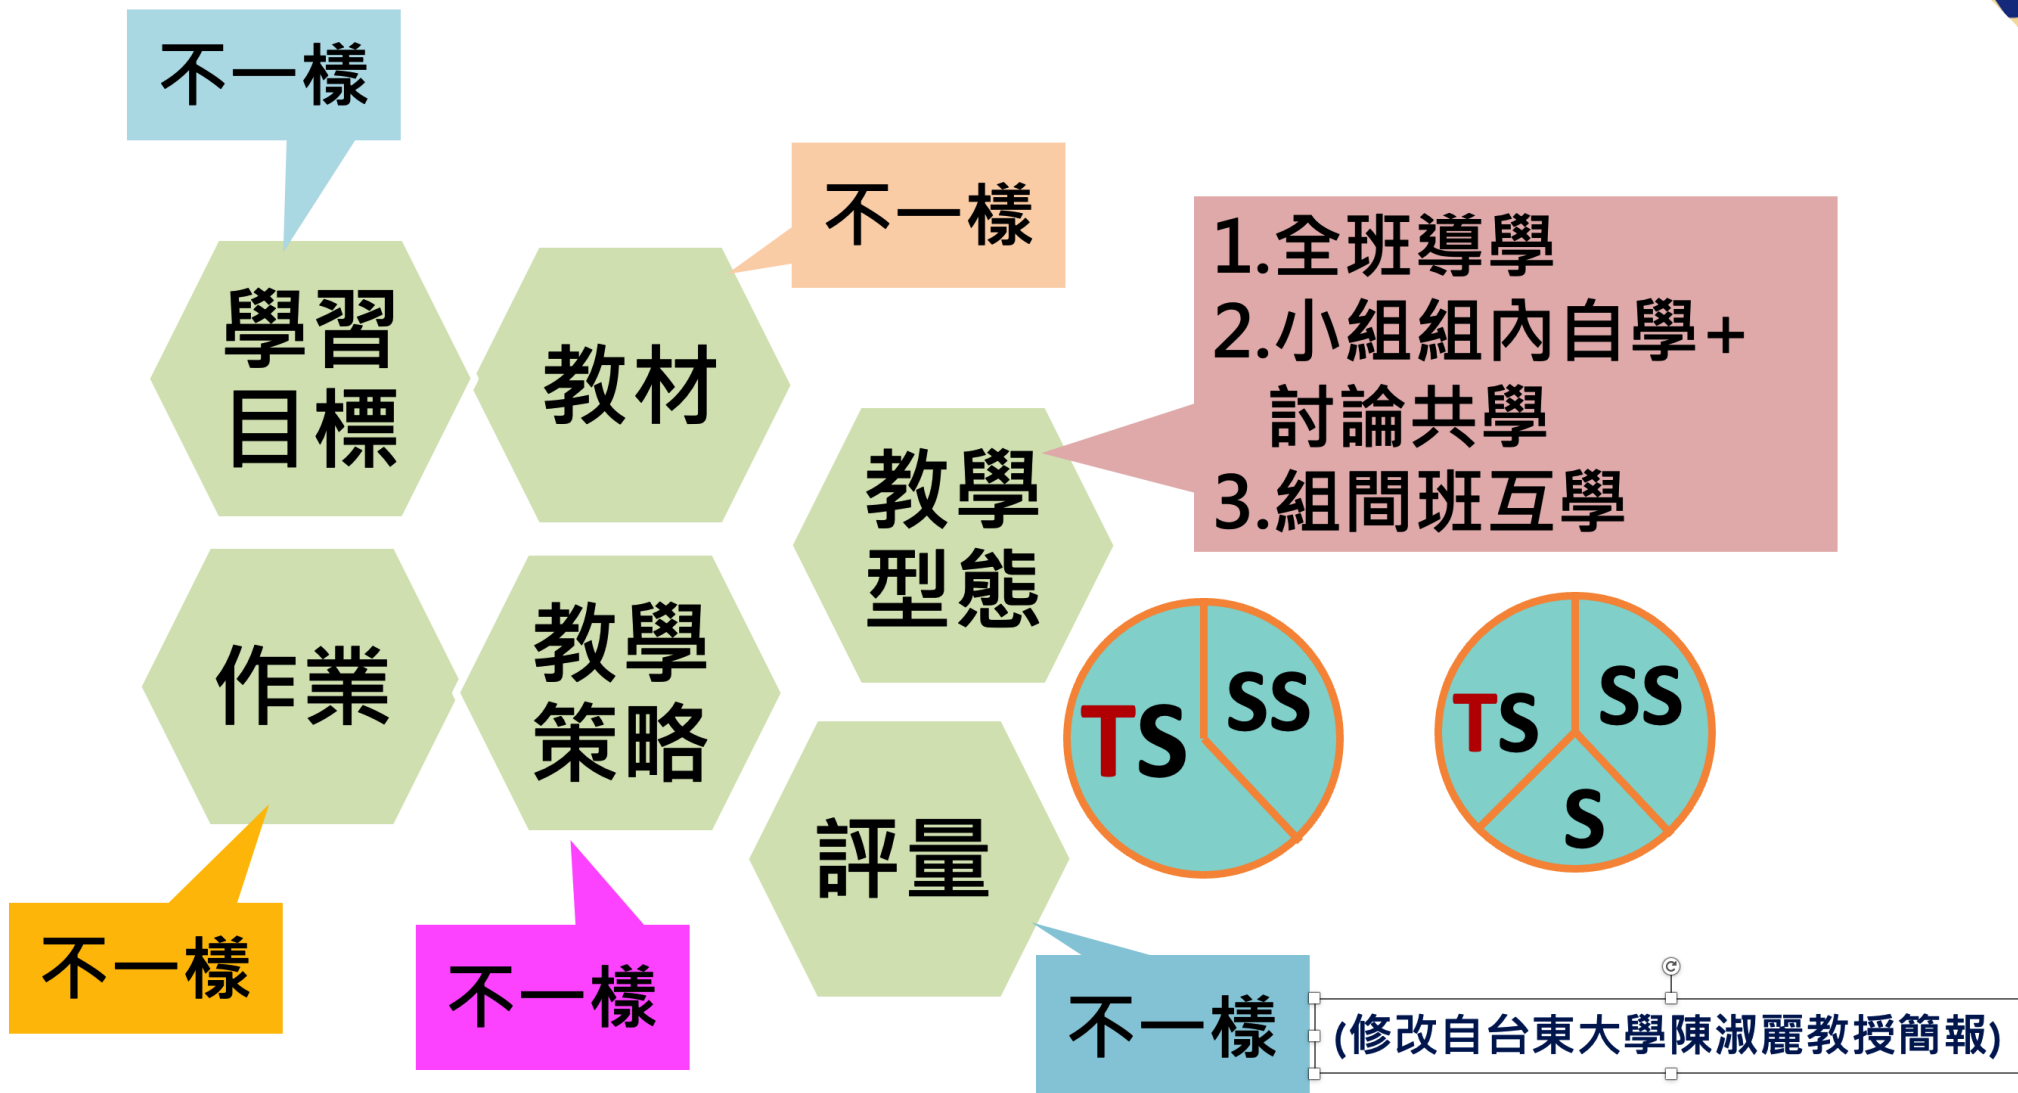 不一樣
不一樣
1.全班導學
2.小組組內自學+
討論共學
3.組間班互學
學習
目標
教材
教學
型態
作業
教學
策略
評量
TS
SS
TS
SS
S
不一樣
不一樣
不一樣
(修改自台東大學陳淑麗教授簡報)